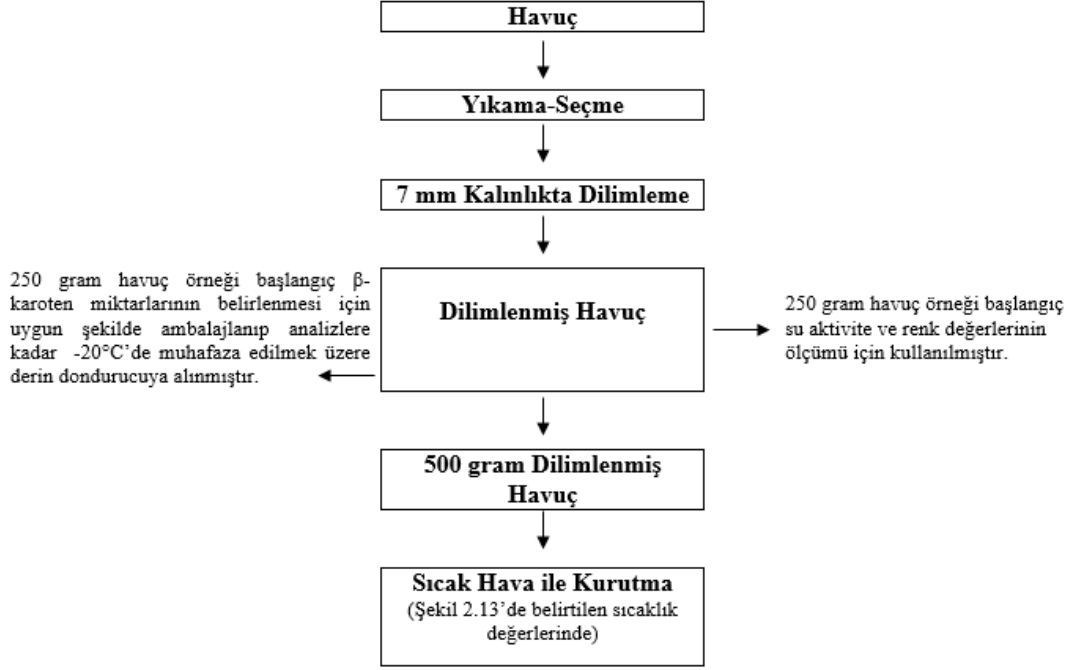 Havuç
Yıkama-Seçme
7 mm Kalınlıkta Dilimleme
250 gram havuç örneği başlangıç β-
karoten miktarlarının belirlenmesi için
uygun şekilde ambalajlanıp analizlere
kadar -20°C’de muhafaza edilmek üzere
derin dondurucuya alınmıştır.
Dilimlenmiş Havuç
250 gram havuç örneği başlangıç
su aktivite ve renk değerlerinin
ölçümü için kullanılmıştır.
500 gram Dilimlenmiş
Havuç
Sıcak Hava ile Kurutma
(Şekil 2.13’de belirtilen sıcaklık
değerlerinde)